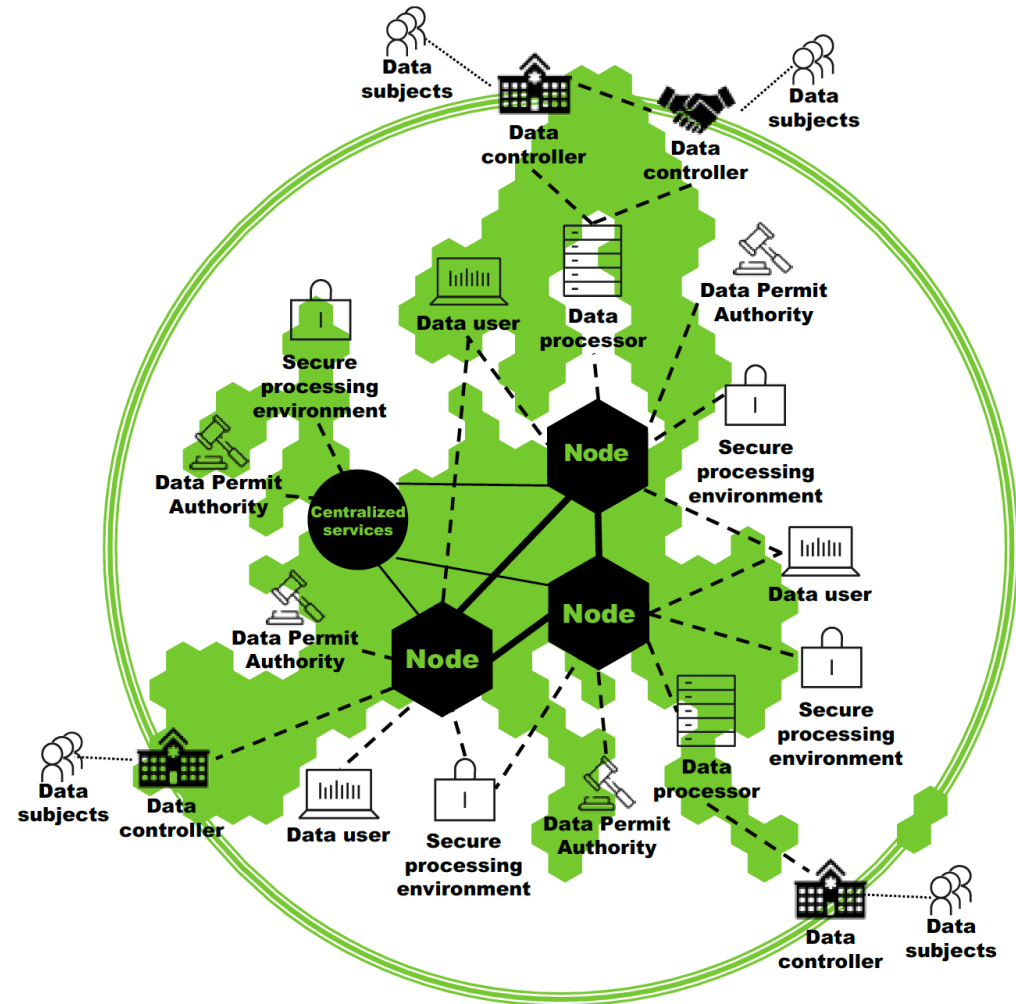 Data
subjects
Data
controller
Data
subjects
Data
controller
Data user
Data
processor
Data Permit
Authority
Secure
processing
environment
Data Permit
Authority
Node
Secure
processing
environment
Centralized
services
Data user
Data Permit
Authority
Node
Node
Secure
processing
environment
Data
subjects
Data
controller
Data user
Secure
processing
environment
Data Permit
Authority
Data
processor
Data
controller
Data
subjects